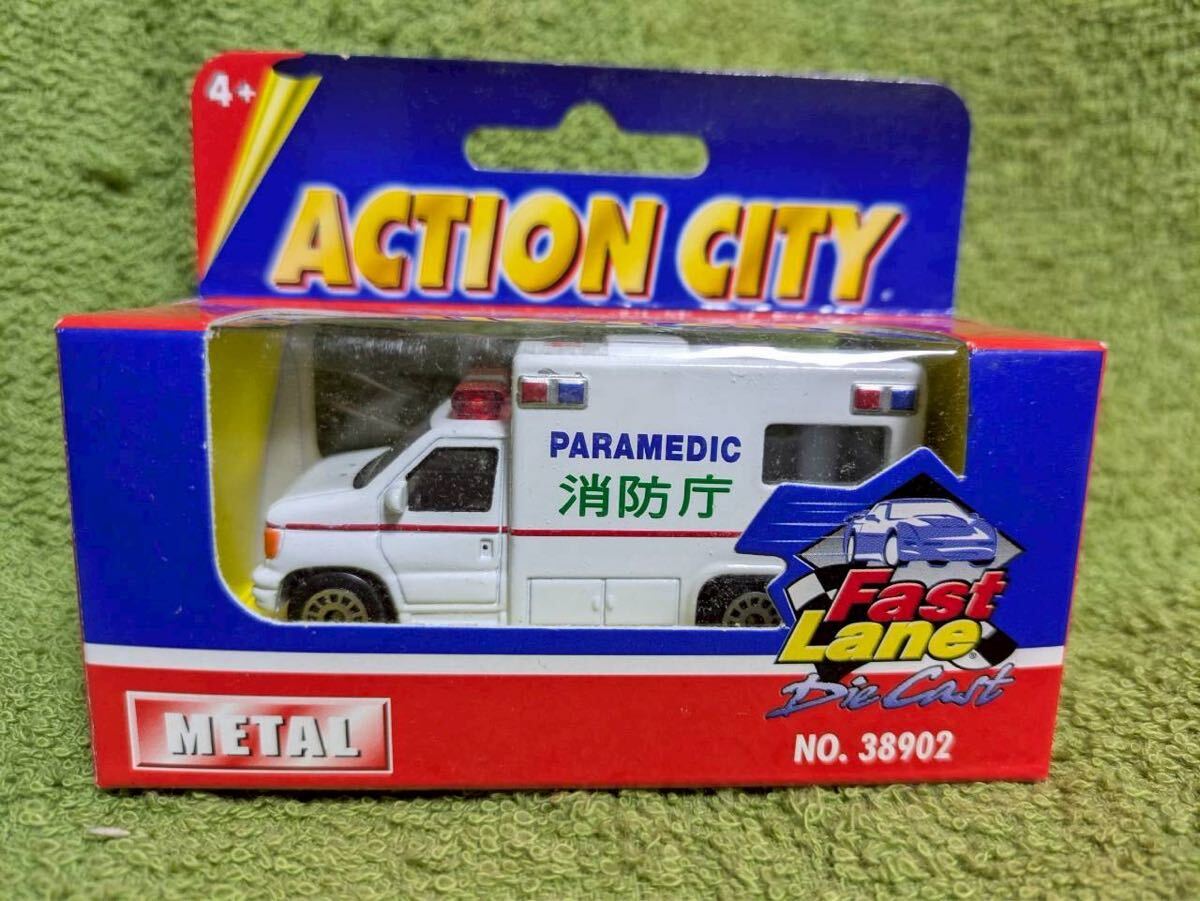 4+
ACTION CITY
PARAMEDIC
消防庁
Fast
Lane
Die Cast
METAL
NO. 38902